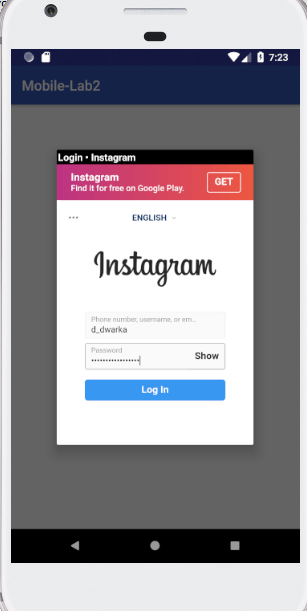 7:23
Mobile-Lab2
Login • Instagram
Instagram
Find it for free on Google Play.
GET
ENGLISH
Instagram
Phone number, username, or em...
d_dwarka
Password
••••••••••••••••
Show
Log In